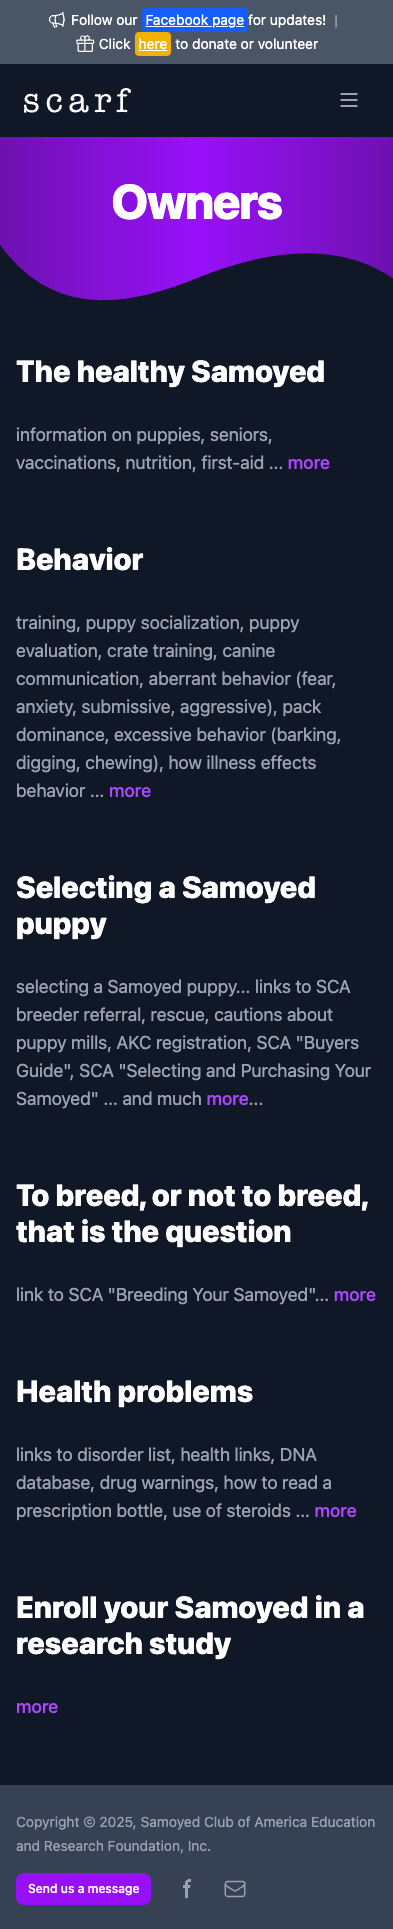 Follow our Facebook page for updates! |
Click here to donate or volunteer
scarf
Owners
The healthy Samoyed
information on puppies, seniors,
vaccinations, nutrition, first-aid ... more
Behavior
training, puppy socialization, puppy
evaluation, crate training, canine
communication, aberrant behavior (fear,
anxiety, submissive, aggressive), pack
dominance, excessive behavior (barking,
digging, chewing), how illness effects
behavior ... more
Selecting a Samoyed
puppy
selecting a Samoyed puppy... links to SCA
breeder referral, rescue, cautions about
puppy mills, AKC registration, SCA "Buyers
Guide", SCA "Selecting and Purchasing Your
Samoyed" ... and much more...
To breed, or not to breed,
that is the question
link to SCA "Breeding Your Samoyed"... more
Health problems
links to disorder list, health links, DNA
database, drug warnings, how to read a
prescription bottle, use of steroids ... more
Enroll your Samoyed in a
research study
more
Copyright © 2025, Samoyed Club of America Education
and Research Foundation, Inc.
Send us a message